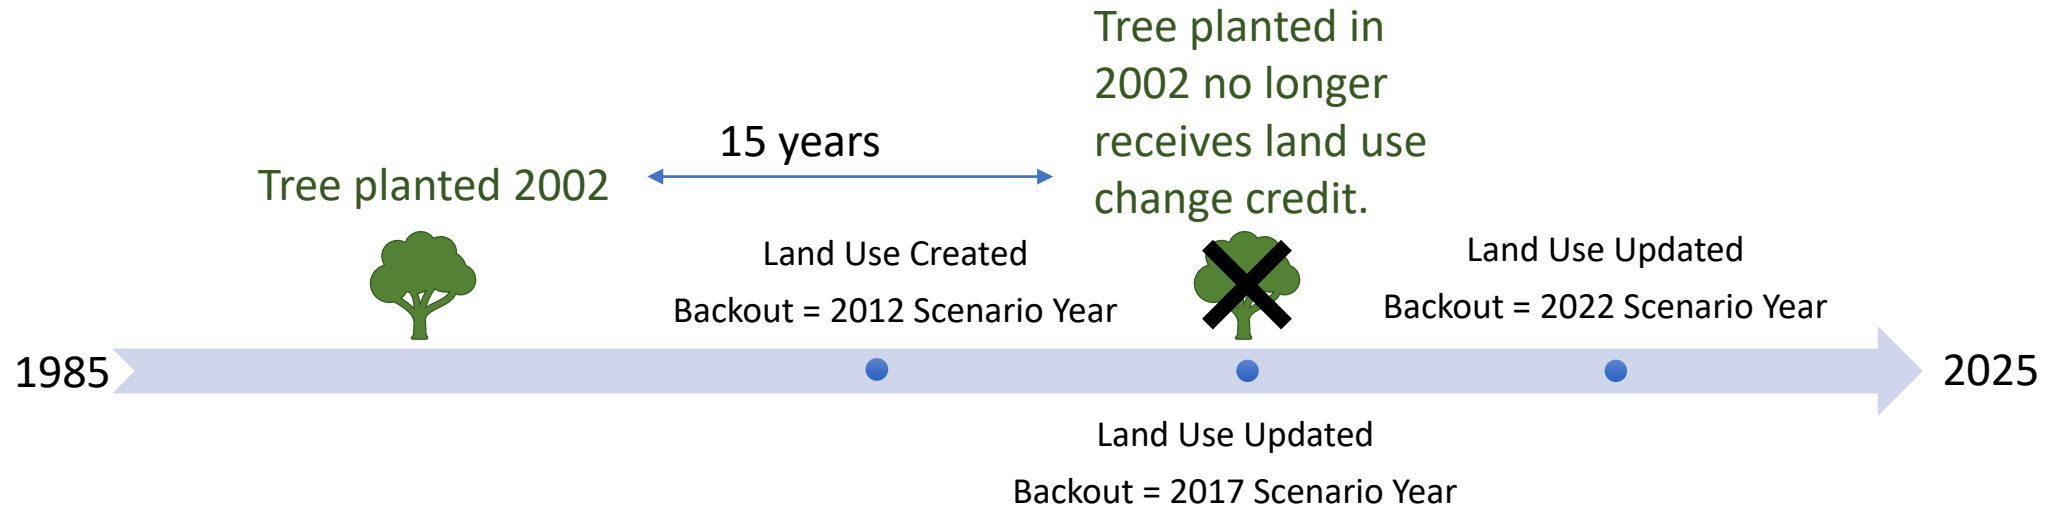 Tree planted in
2002 no longer
receives land use
change credit.
15 years
Tree planted 2002
Land Use Created
Backout = 2012 Scenario Year
Land Use Updated
Backout = 2022 Scenario Year
1985
2025
Land Use Updated
Backout = 2017 Scenario Year